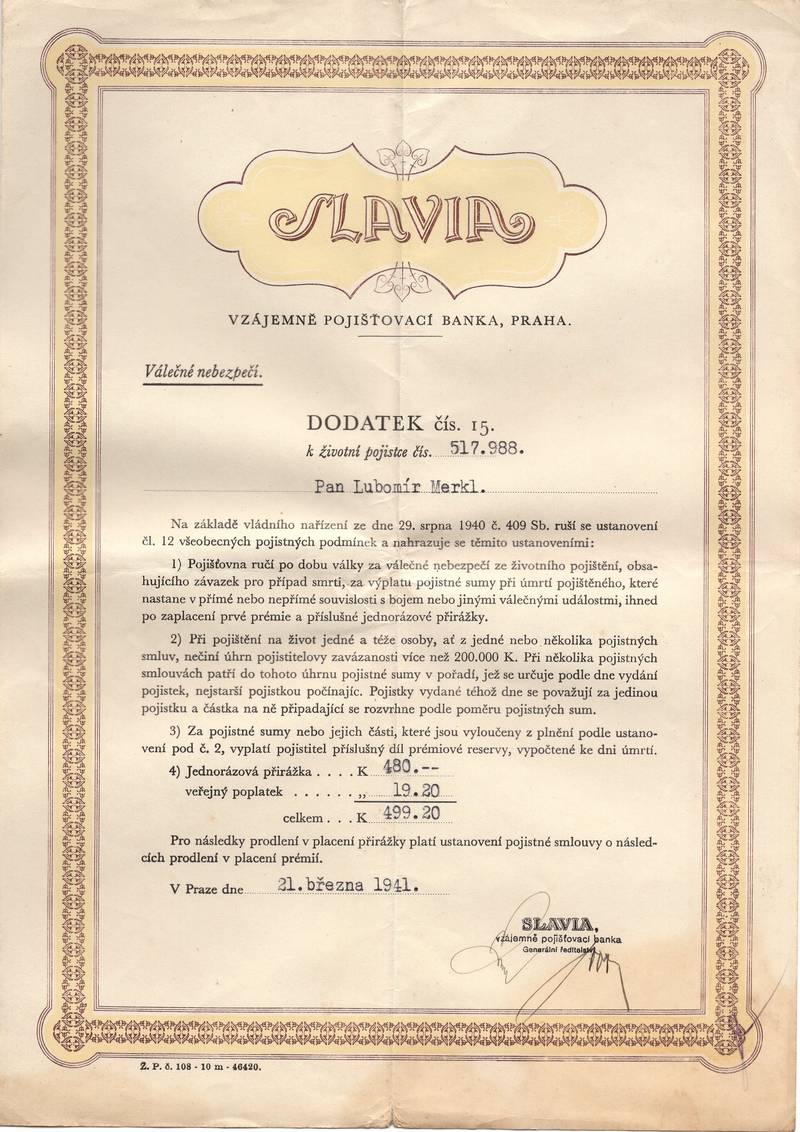 SLAVIA
VZÁJEMNĚ POJIŠŤOVACÍ BANKA, PRAHA.
Válečné nebezpečí.
DODATEK čís. 15.
k životní pojistce čís. 517.988.
Pan Lubomír Merkl.
Na základě vládního nařízení ze dne 29. srpna 1940 č. 409 Sb. ruší se ustanovení
čl. 12 všeobecných pojistných podmínek a nahrazuje se těmito ustanoveními:
1) Pojišťovna ručí po dobu války za válečné nebezpečí ze životního pojištění, obsa-
hujícího závazek pro případ smrti, za výplatu pojistné sumy při úmrtí pojištěného, které
nastane v přímé nebo nepřímé souvislosti s bojem nebo jinými válečnými událostmi, ihned
po zaplacení prvé prémie a příslušné jednorázové přirážky.
2) Při pojištění na život jedné a téže osoby, ať z jedné nebo několika pojistných
smluv, nečiní úhrn pojistitelovy zavázanosti více než 200.000 K. Při několika pojistných
smlouvách patří do tohoto úhrnu pojistné sumy v pořadí, jež se určuje podle dne vydání
pojistek, nejstarší pojistkou počínajíc. Pojistky vydané téhož dne se považují za jedinou
pojistku a částka na ně připadající se rozvrhne podle poměru pojistných sum.
3) Za pojistné sumy nebo jejich části, které jsou vyloučeny z plnění podle ustano-
vení pod č. 2, vyplatí pojistitel příslušný díl prémiové reservy, vypočtené ke dni úmrtí.
4) Jednorázová přirážka . . . . K 480.--
veřejný poplatek . . . . . . „ 19.20
celkem . . . K 499.20
Pro následky prodlení v placení přirážky platí ustanovení pojistné smlouvy o násled-
cích prodlení v placení prémií.
V Praze dne 21. března 1941.
SLAVIA,
vzájemně pojišťovací banka
Generální ředitelství
Ž. P. č. 108 - 10 m - 46420.